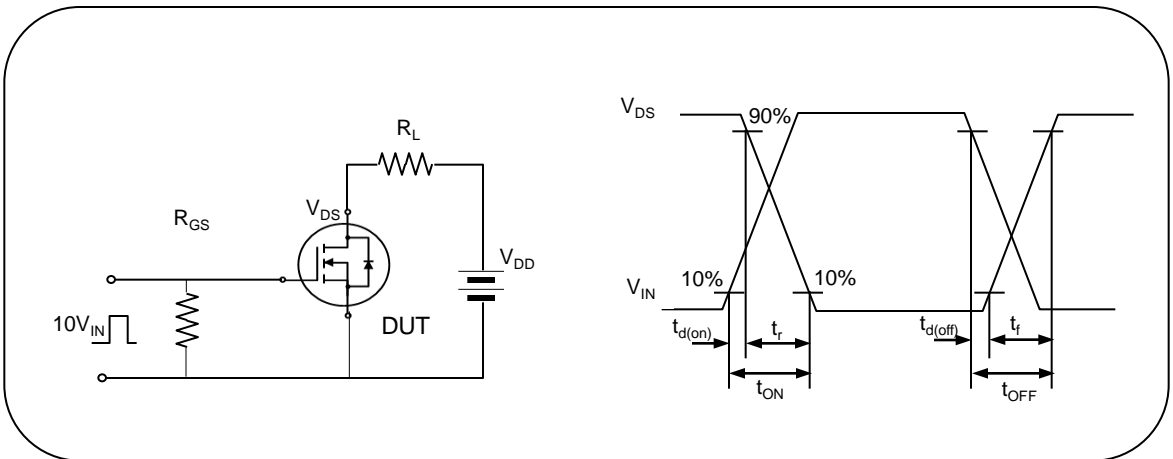 R_L
R_GS
V_DS
V_DD
10V_IN
DUT
V_DS
90%
V_IN
10%
10%
t_d(on)
t_r
t_d(off)
t_f
t_ON
t_OFF